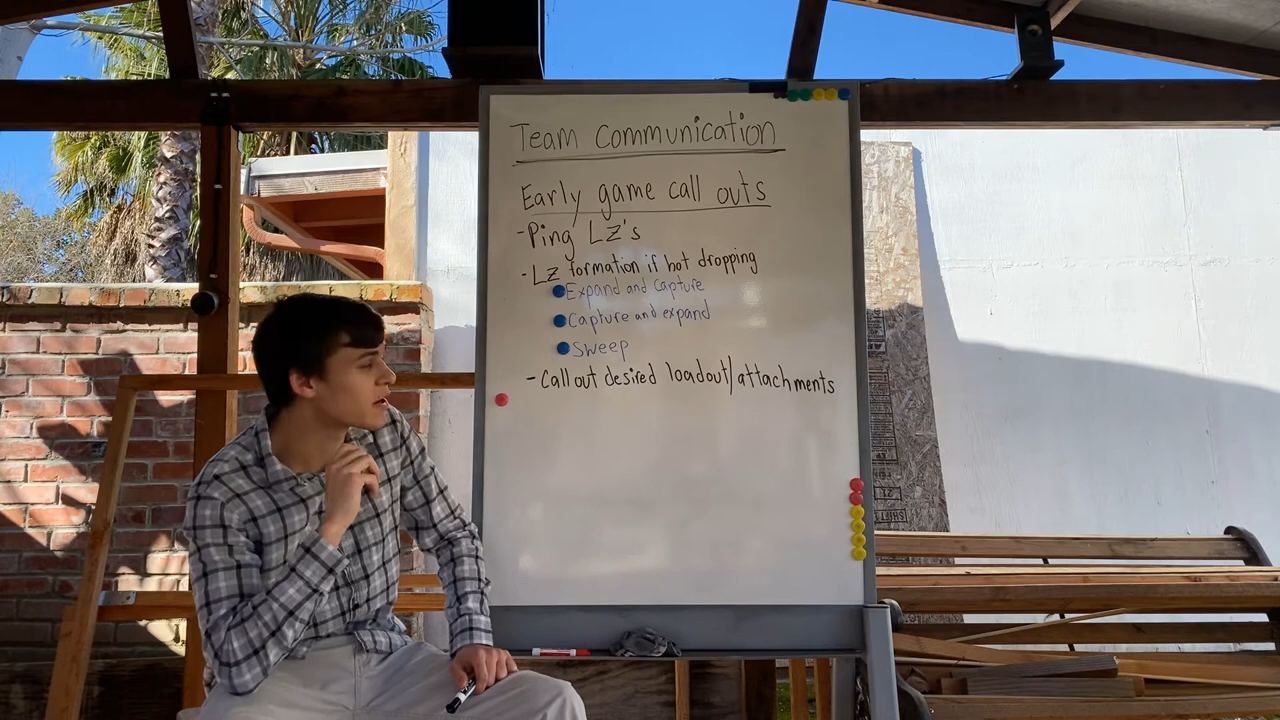 Team Communication
Early game call outs
- Ping LZ's
- LZ formation if hot dropping
Expand and Capture
Capture and expand
Sweep
- Call out desired loadout/attachments